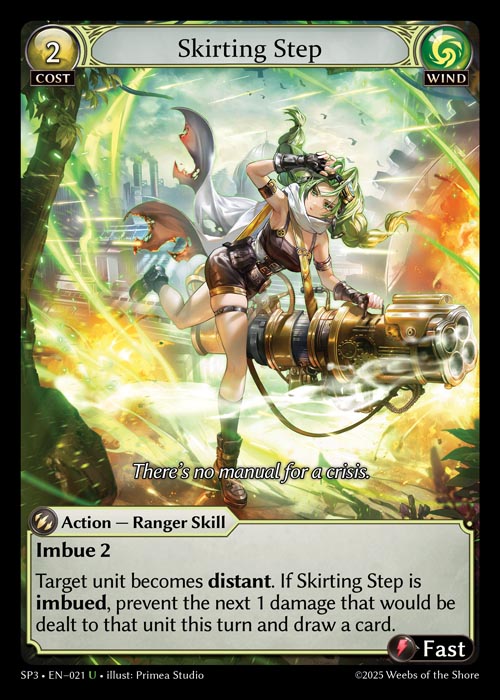 2
COST
Skirting Step
WIND
There's no manual for a crisis.
Action — Ranger Skill
Imbue 2
Target unit becomes distant. If Skirting Step is
imbued, prevent the next 1 damage that would be
dealt to that unit this turn and draw a card.
Fast
SP3 • EN–021 U • illust: Primea Studio
©2025 Weebs of the Shore